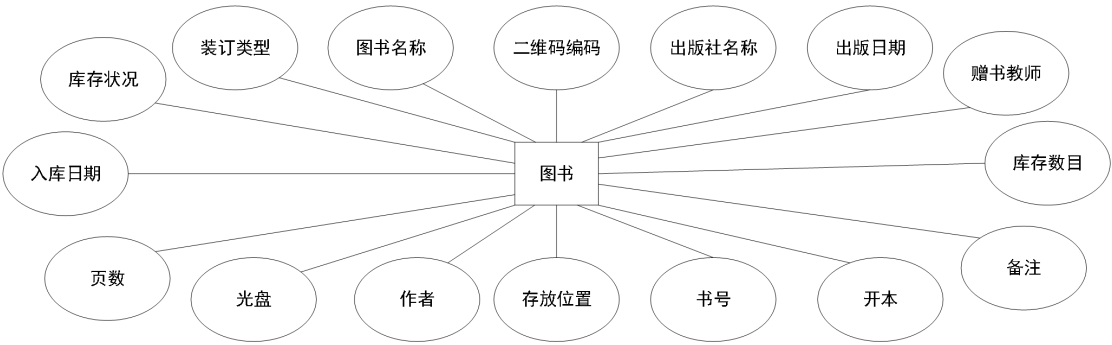 装订类型
图书名称
二维码编码
出版社名称
出版日期
库存状况
赠书教师
入库日期
图书
库存数目
页数
光盘
作者
存放位置
书号
开本
备注